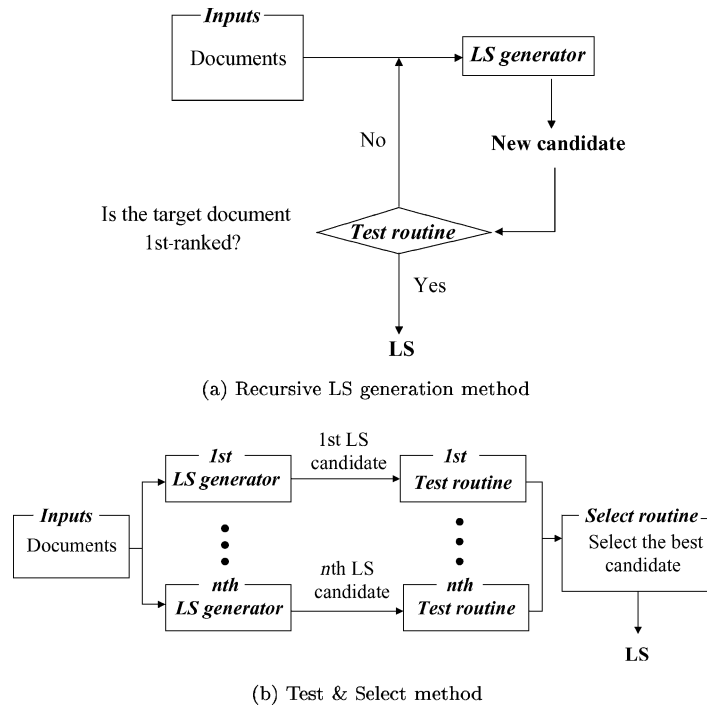 Inputs
Documents
LS generator
No
New candidate
Is the target document
1st-ranked?
Test routine
Yes
LS
(a) Recursive LS generation method
1st
LS generator
1st LS
candidate
1st
Test routine
Inputs
Documents
Select routine
Select the best
candidate
nth
LS generator
nth LS
candidate
nth
Test routine
LS
(b) Test & Select method